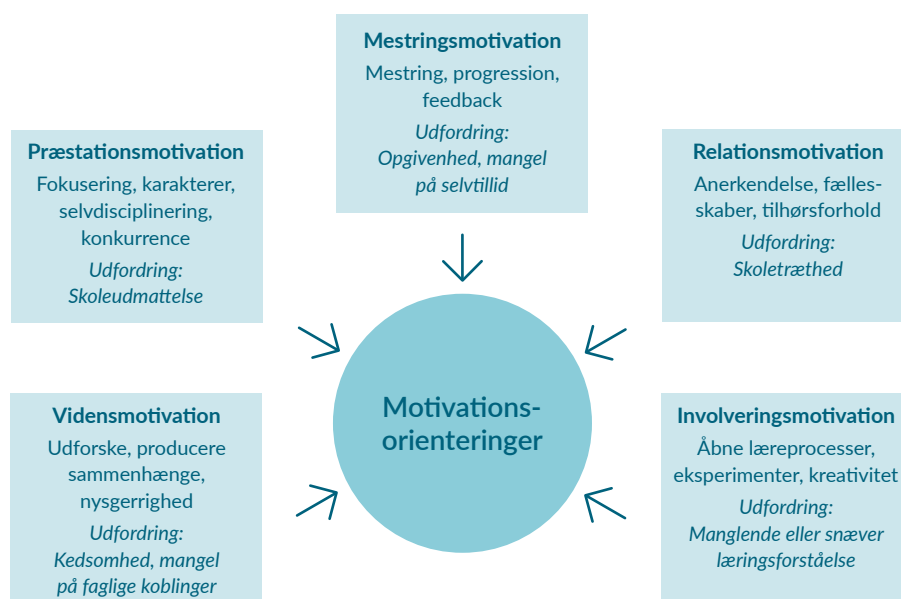 Mestringsmotivation
Mestring, progression,
feedback
Udfordring:
Opgivenhed, mangel
på selvtillid
Præstationsmotivation
Fokusering, karakterer,
selvdisciplinering,
konkurrence
Udfordring:
Skoleudmattelse
Relationsmotivation
Anerkendelse, fælles-
skaber, tilhørsforhold
Udfordring:
Skoletræthed
Motivations-
orienteringer
Vidensmotivation
Udforske, producere
sammenhænge,
nysgerrighed
Udfordring:
Kedsomhed, mangel
på faglige koblinger
Involveringsmotivation
Åbne læreprocesser,
eksperimenter, kreativitet
Udfordring:
Manglende eller snæver
læringsforståelse